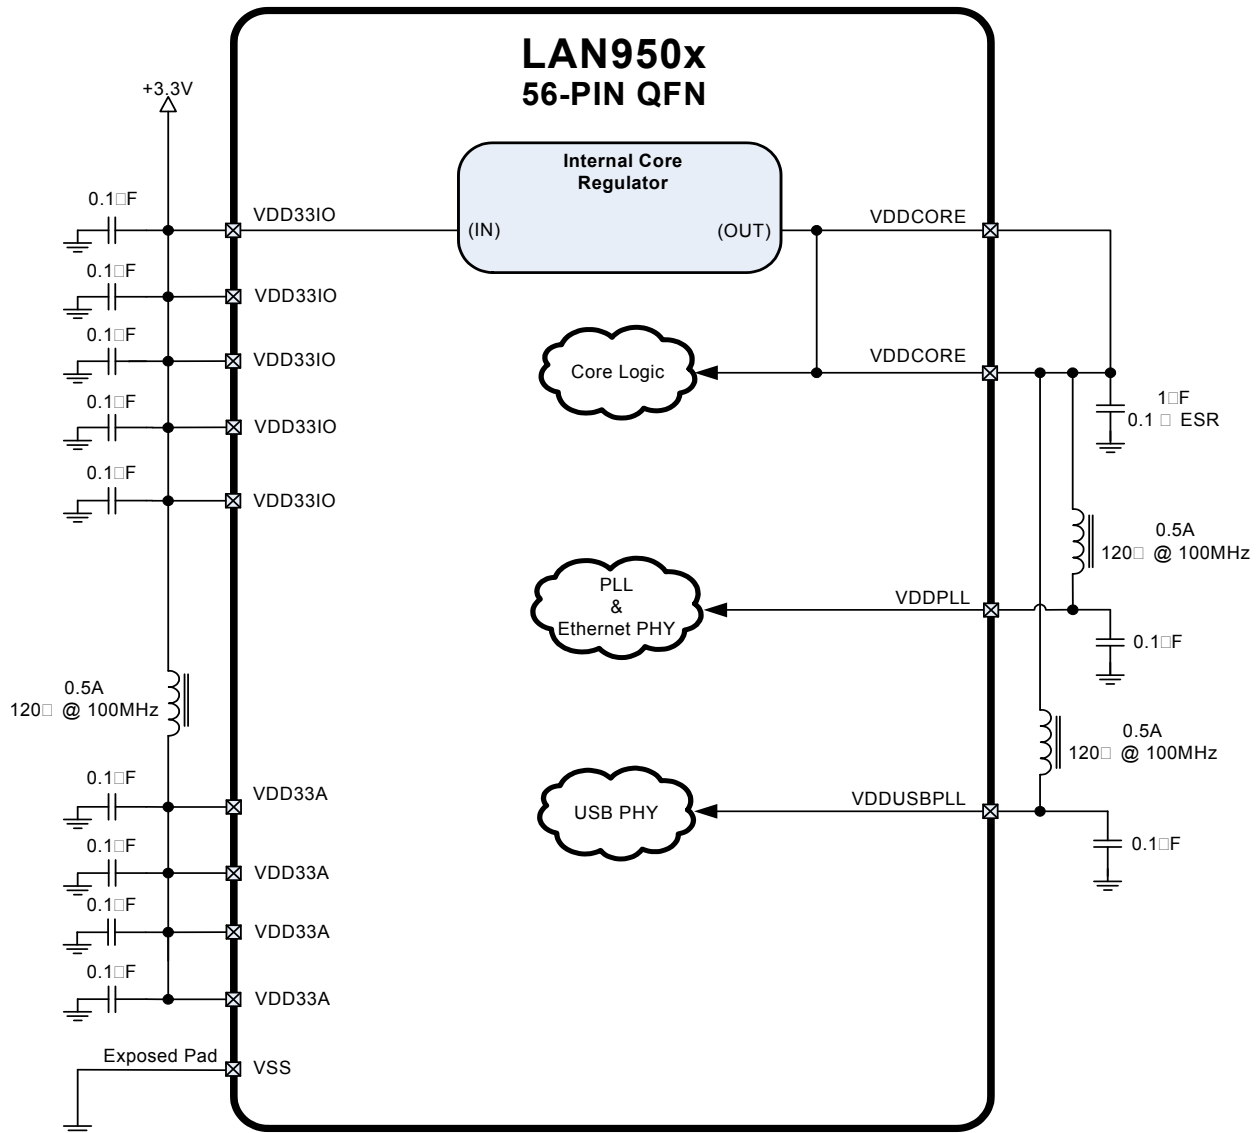 LAN950x
56-PIN QFN
+3.3V
Internal Core
Regulator
(IN)
(OUT)
0.1□F
VDD33IO
VDDCORE
0.1□F
VDD33IO
0.1□F
VDD33IO
Core Logic
VDDCORE
0.1□F
VDD33IO
1□F
0.1 □ ESR
0.1□F
VDD33IO
0.5A
120□ @ 100MHz
PLL
&
Ethernet PHY
VDDPLL
0.1□F
0.5A
120□ @ 100MHz
0.5A
120□ @ 100MHz
0.1□F
VDD33A
USB PHY
VDDUSBPLL
0.1□F
0.1□F
VDD33A
0.1□F
VDD33A
0.1□F
VDD33A
Exposed Pad
VSS